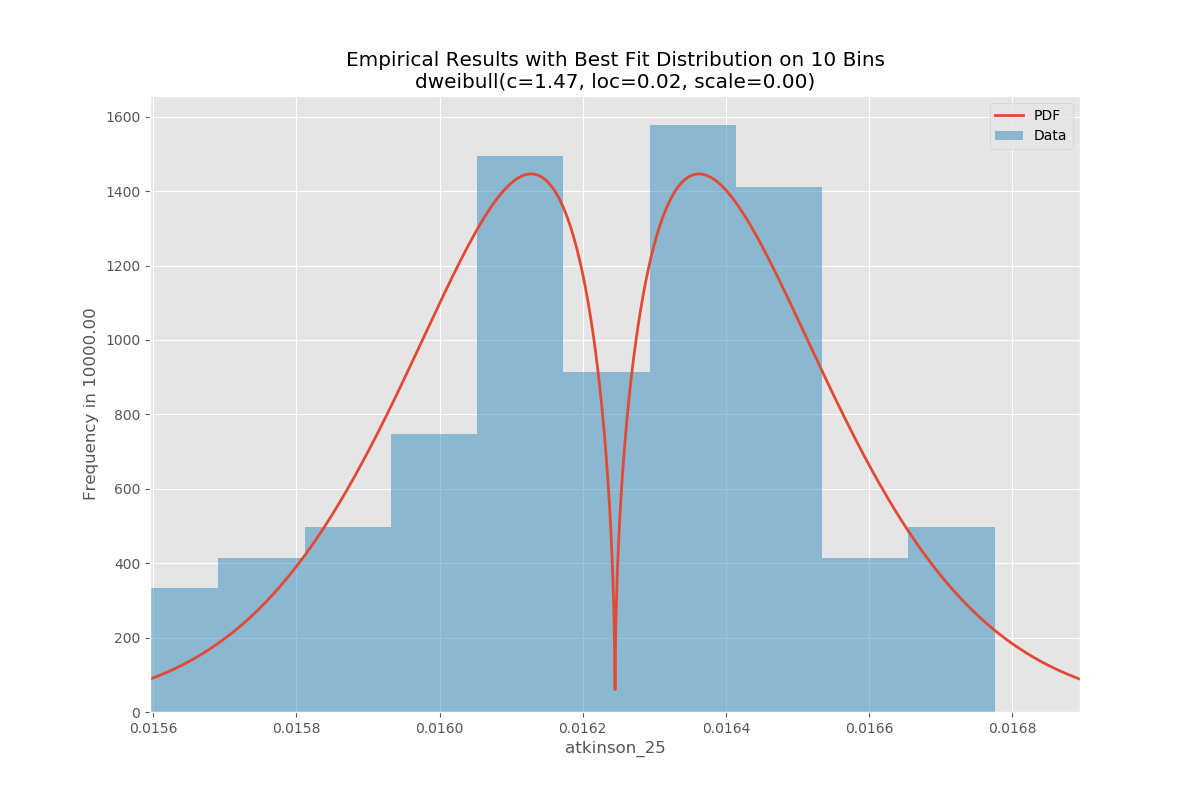 Empirical Results with Best Fit Distribution on 10 Bins
dweibull(c=1.47, loc=0.02, scale=0.00)
PDF
Data
Frequency in 10000.00
1600
1400
1200
1000
800
600
400
200
0
0.0156
0.0158
0.0160
0.0162
0.0164
0.0166
0.0168
atkinson_25